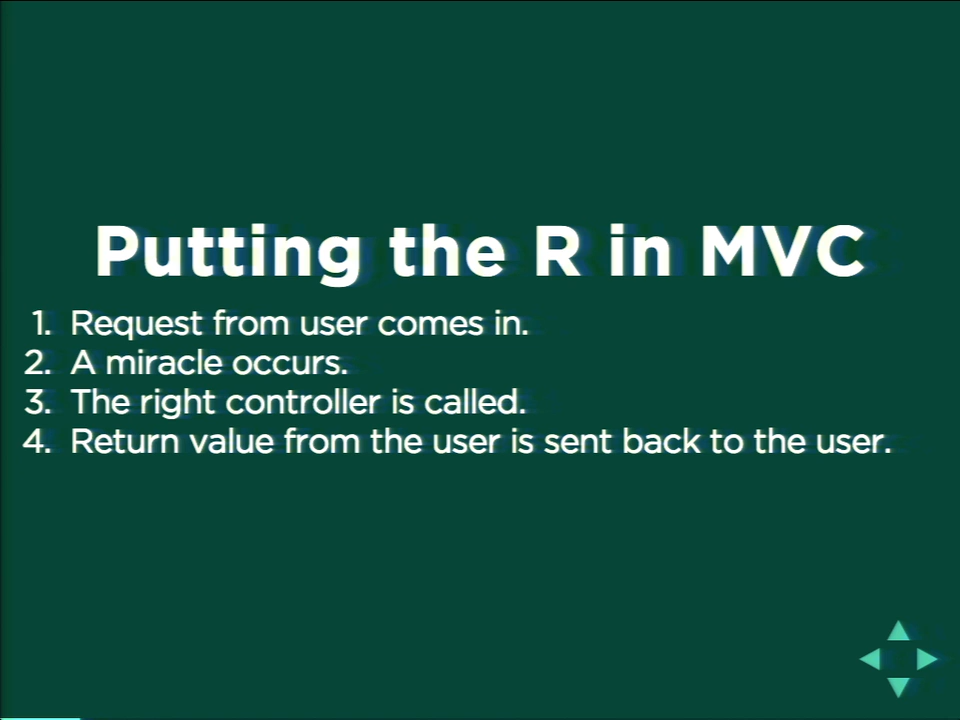 Putting the R in MVC
1. Request from user comes in.
2. A miracle occurs.
3. The right controller is called.
4. Return value from the user is sent back to the user.